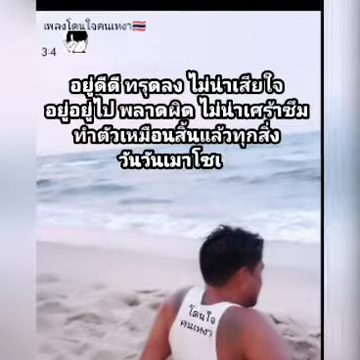 เพลงโดนใจคนเหงา🇹🇭
3:4
อยู่ดีดี ทรุดลง ไม่น่าเสียใจ
อยู่อยู่ไป พลาดผิด ไม่น่าเศร้าซึม
ทำตัวเหมือนสิ้นแล้วทุกสิ่ง
วันวันเมาโซเ
โดนใจ
คนเหงา